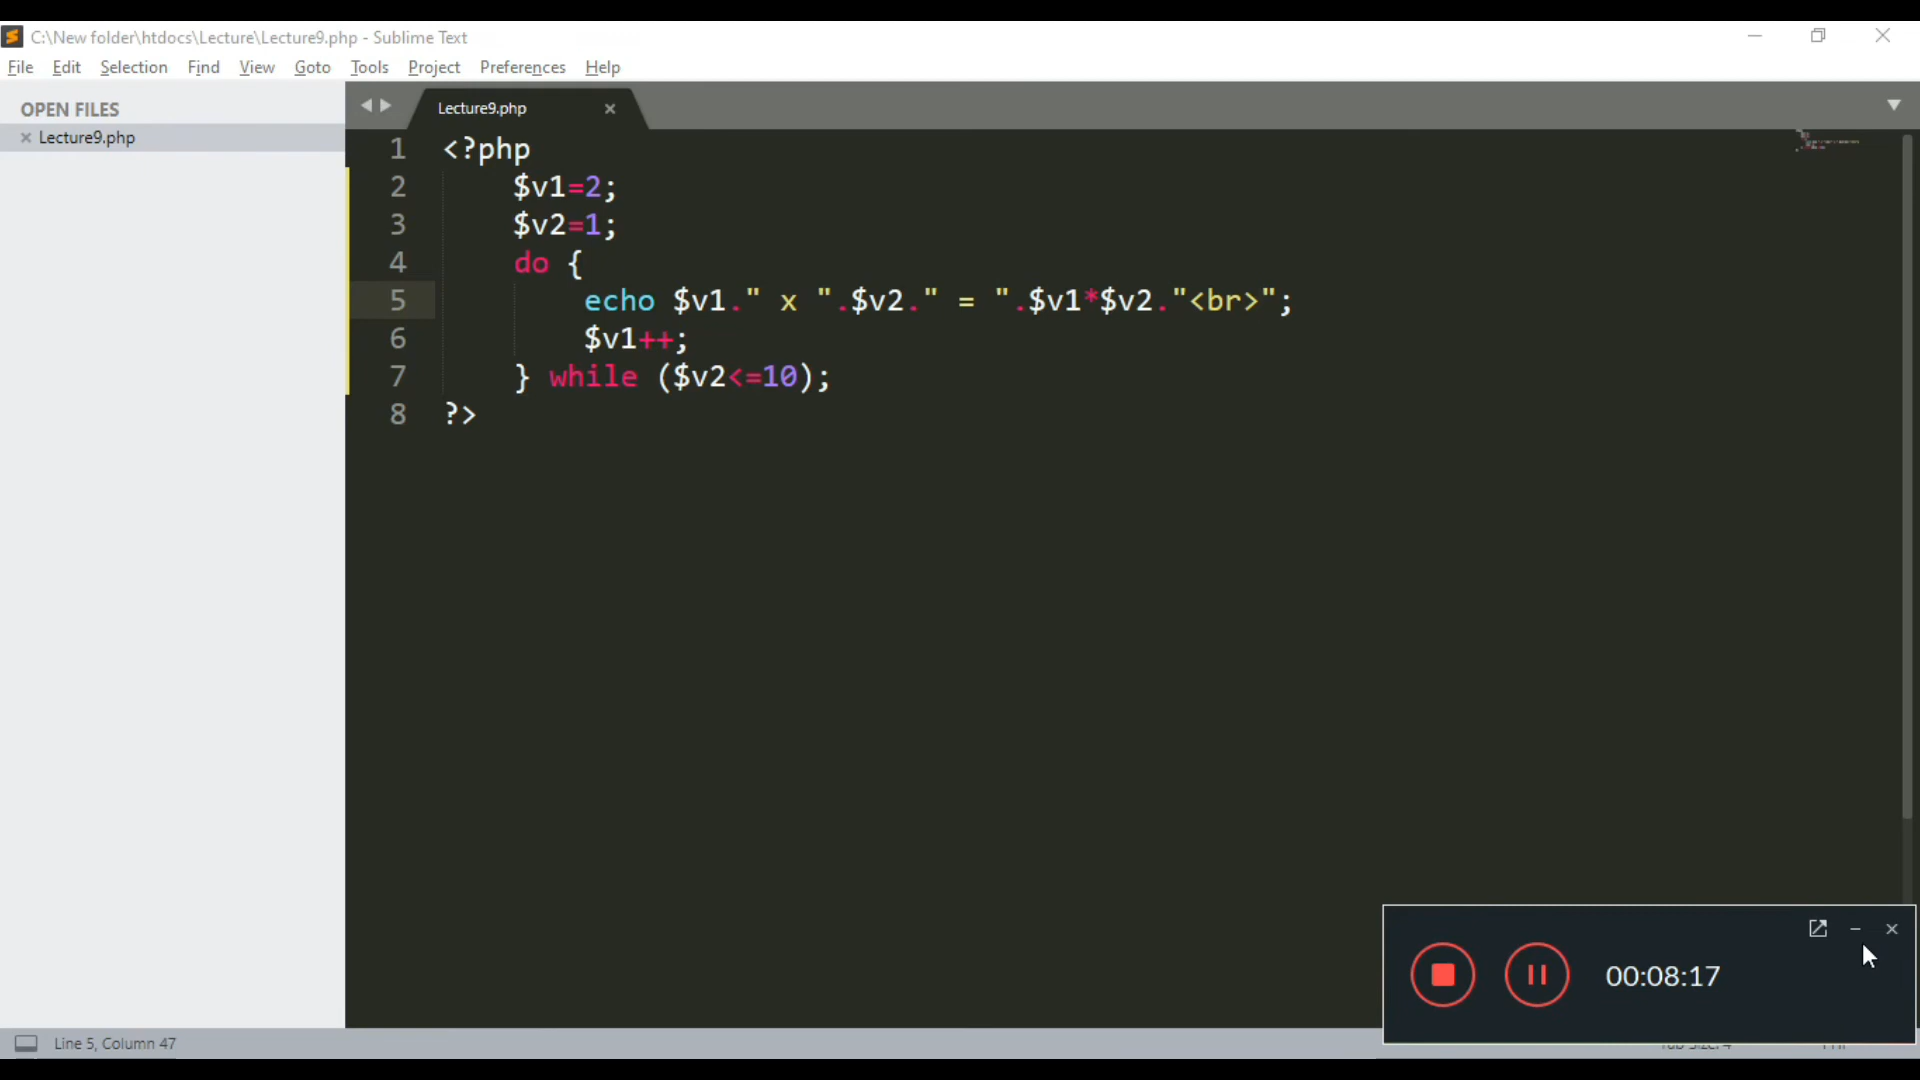 C:\New folder\htdocs\Lecture\Lecture9.php - Sublime Text
File Edit Selection Find View Goto Tools Project Preferences Help
OPEN FILES
Lecture9.php
Lecture9.php
1 <?php
2 $v1=2;
3 $v2=1;
4 do {
5 echo $v1." x ".$v2." = ".$v1*$v2."<br>";
6 $v1++;
7 } while ($v2<=10);
8 ?>
00:08:17
Line 5, Column 47